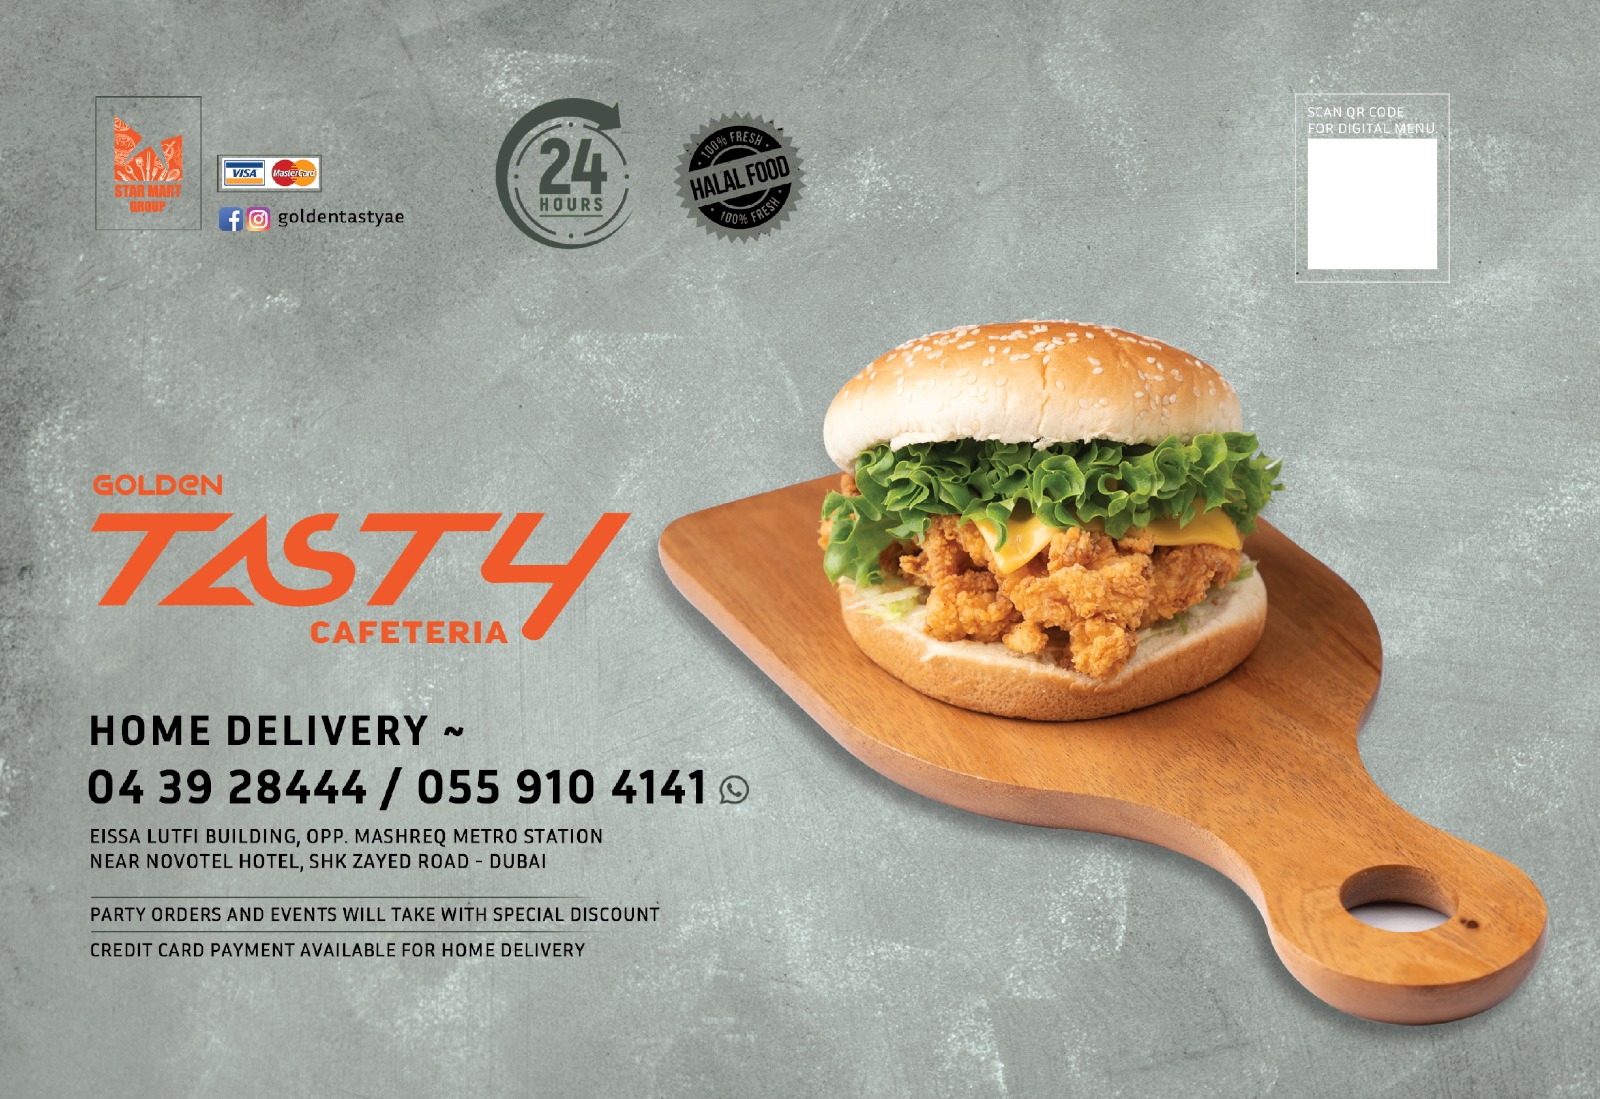 STAR MART
GROUP
VISA
MasterCard
goldentastyae
24
HOURS
100% FRESH
HALAL FOOD
100% FRESH
SCAN QR CODE
FOR DIGITAL MENU
GOLDEN
TASTY
CAFETERIA
HOME DELIVERY ~
04 39 28444 / 055 910 4141
EISSA LUTFI BUILDING, OPP. MASHREQ METRO STATION
NEAR NOVOTEL HOTEL, SHK ZAYED ROAD - DUBAI
PARTY ORDERS AND EVENTS WILL TAKE WITH SPECIAL DISCOUNT
CREDIT CARD PAYMENT AVAILABLE FOR HOME DELIVERY